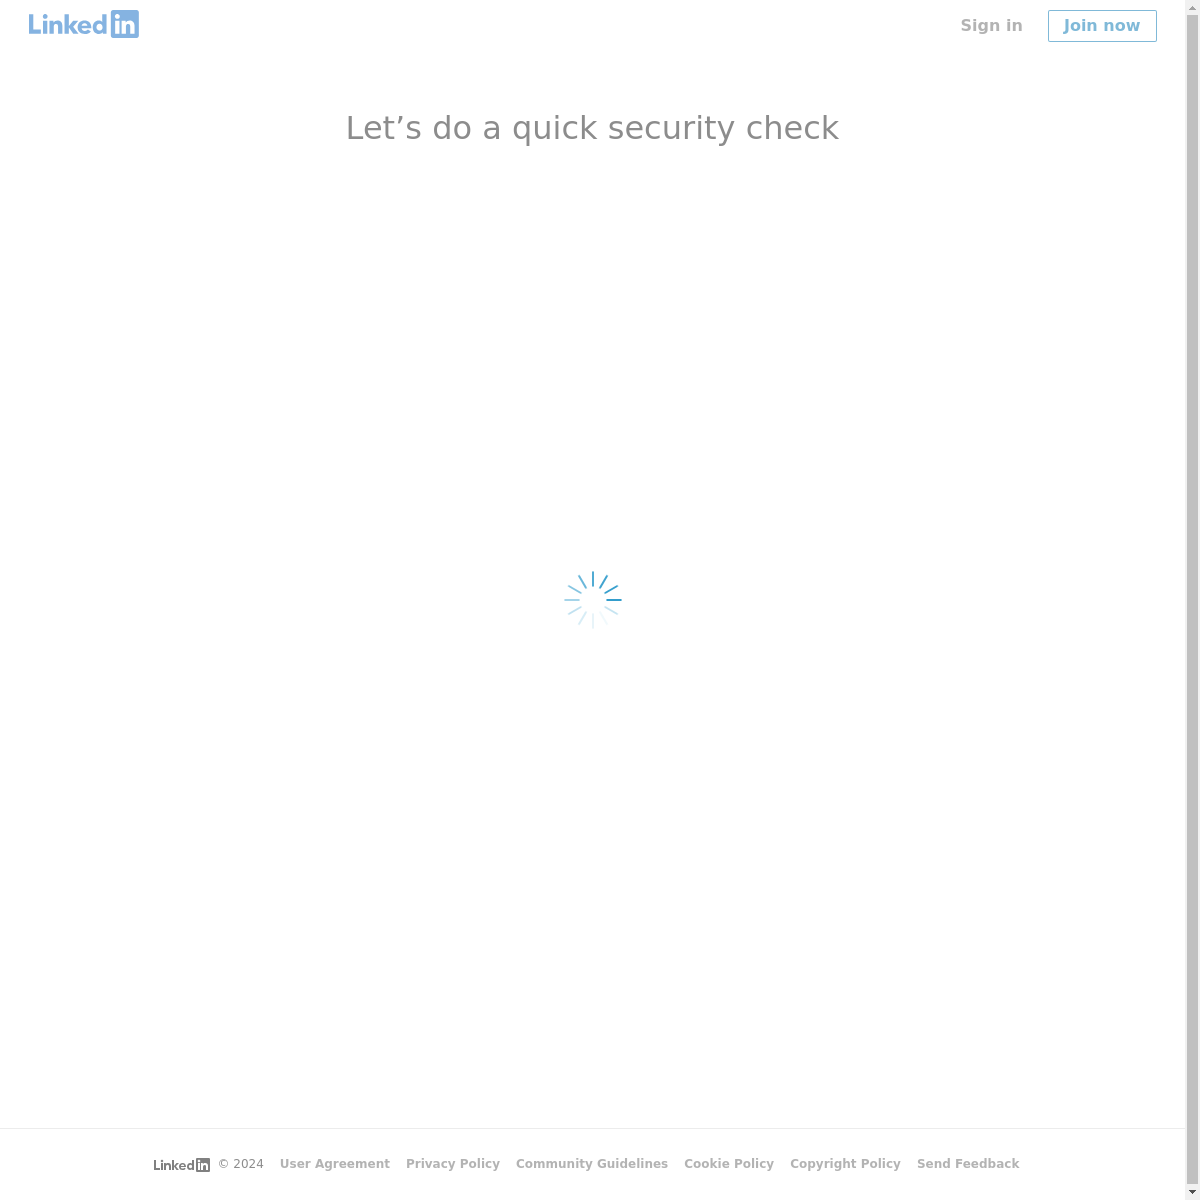 LinkedIn Sign in Join now
Let’s do a quick security check
LinkedIn © 2024 User Agreement Privacy Policy Community Guidelines Cookie Policy Copyright Policy Send Feedback